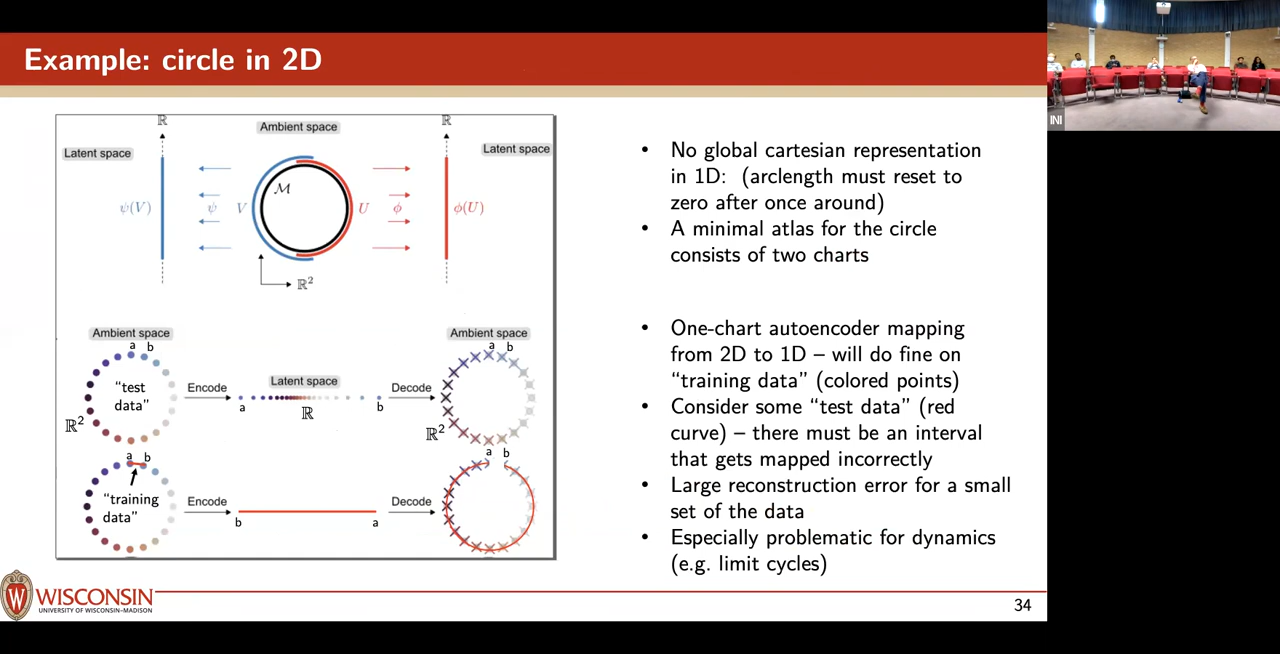 Example: circle in 2D
ℝ
Ambient space
ℝ
Latent space
Latent space
ℳ
ψ(V)
ψ
V
U
ϕ
ϕ(U)
ℝ²
Ambient space
a b
"test
data"
ℝ²
Encode
Latent space
a
b
ℝ
Decode
Ambient space
a b
ℝ²
a b
"training
data"
Encode
b
a
Decode
a b
• No global cartesian representation
in 1D: (arclength must reset to
zero after once around)
• A minimal atlas for the circle
consists of two charts
• One-chart autoencoder mapping
from 2D to 1D – will do fine on
"training data" (colored points)
• Consider some "test data" (red
curve) – there must be an interval
that gets mapped incorrectly
• Large reconstruction error for a small
set of the data
• Especially problematic for dynamics
(e.g. limit cycles)
W
WISCONSIN
UNIVERSITY OF WISCONSIN–MADISON
34
INI